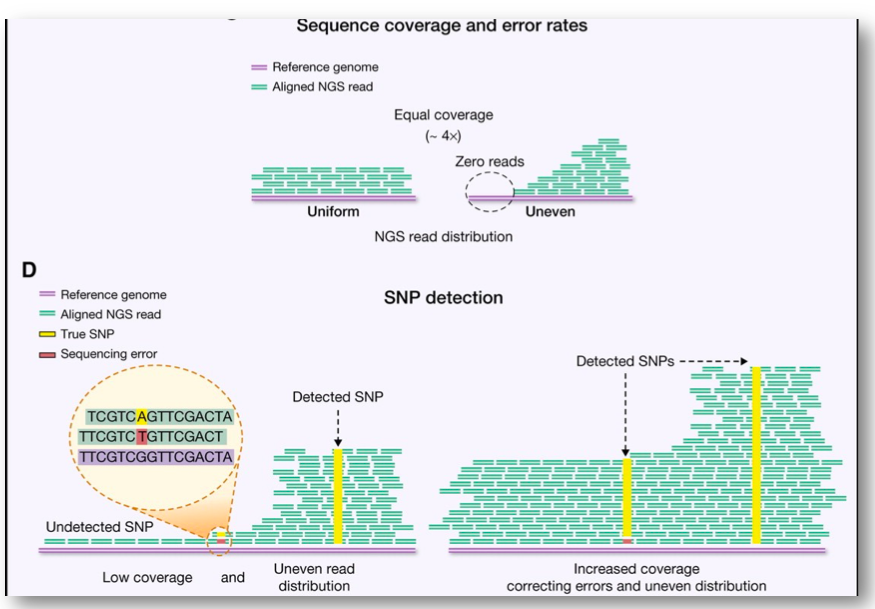 Sequence coverage and error rates
Reference genome
Aligned NGS read
Equal coverage
(~ 4×)
Zero reads
Uniform
Uneven
NGS read distribution
D
SNP detection
Reference genome
Aligned NGS read
True SNP
Sequencing error
Detected SNPs
Detected SNP
TCGTCAGTTCGACTA
TTCGTCTGTTCGACT
TTCGTCGGTTCGACTA
Undetected SNP
Low coverage and Uneven read
distribution
Increased coverage
correcting errors and uneven distribution